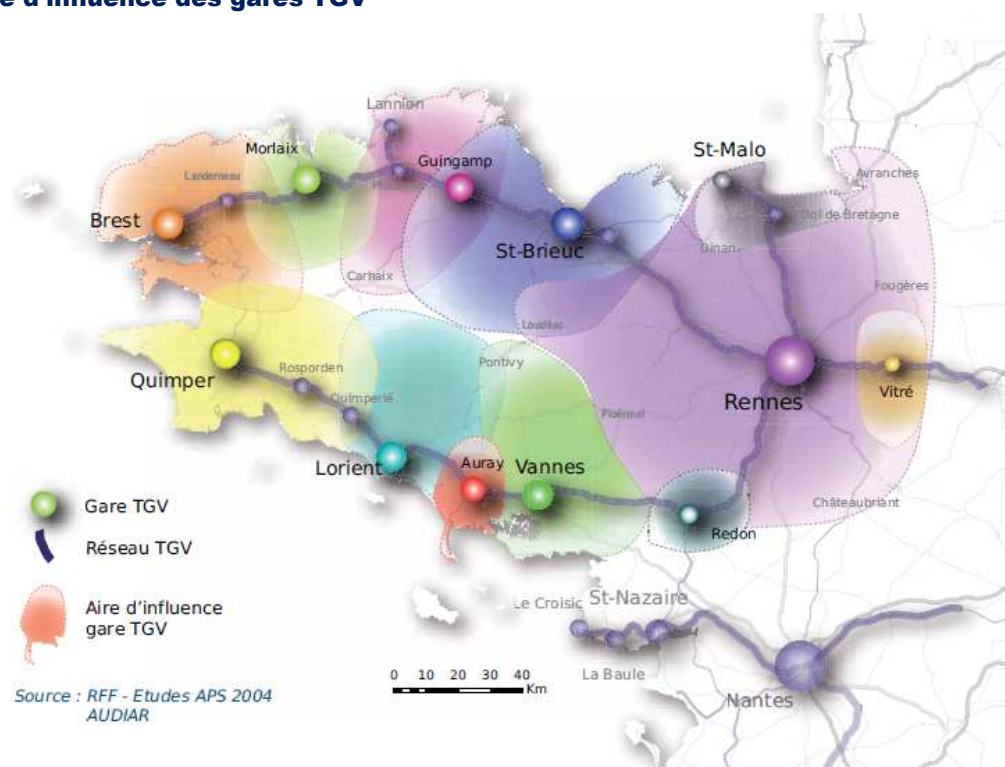 e d'influence des gares TGV
Lannion
Morlaix
Guingamp
St-Malo
Avranches
Landerneau
Brest
Dol de Bretagne
St-Brieuc
Dinan
Carhaix
Fougères
Loudéac
Pontivy
Quimper
Rosporden
Quimperlé
Vitré
Rennes
Ploërmel
Lorient
Auray
Vannes
Châteaubriant
Redon
Gare TGV
Réseau TGV
Aire d'influence
gare TGV
Le Croisic
St-Nazaire
La Baule
Nantes
0 10 20 30 40
Km
Source : RFF - Etudes APS 2004
AUDIAR